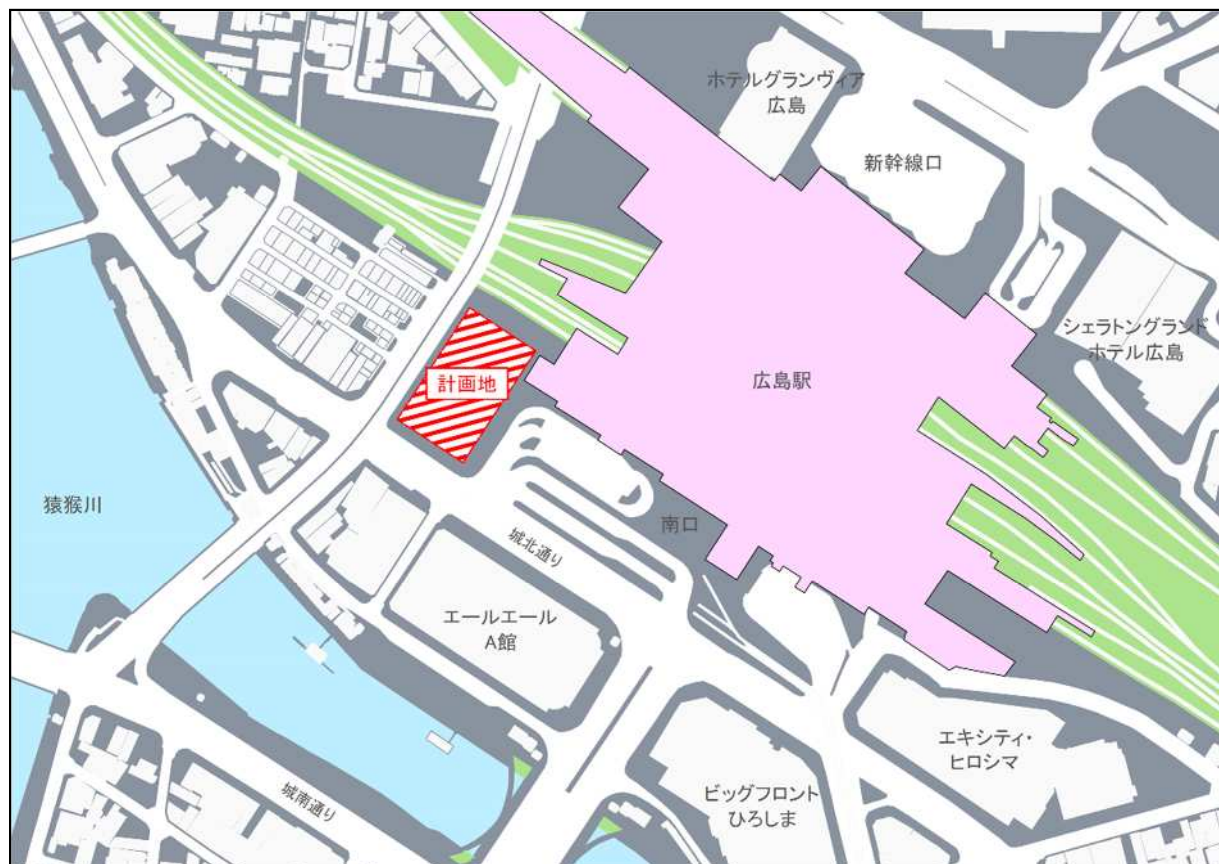 ホテルグランヴィア
広島
新幹線口
シェラトングランド
ホテル広島
計画地
広島駅
猿猴川
南口
城北通り
エールエール
A館
エキシティ・
ヒロシマ
ビッグフロント
ひろしま
城南通り